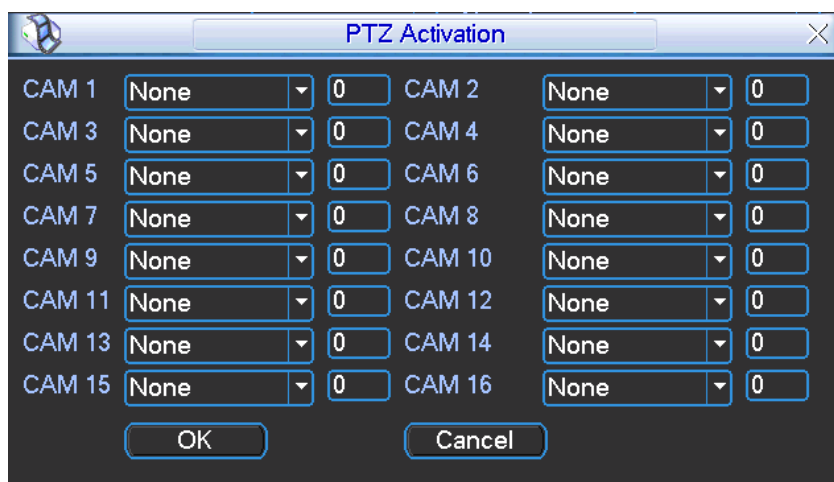 PTZ Activation
CAM 1 None 0 CAM 2 None 0
CAM 3 None 0 CAM 4 None 0
CAM 5 None 0 CAM 6 None 0
CAM 7 None 0 CAM 8 None 0
CAM 9 None 0 CAM 10 None 0
CAM 11 None 0 CAM 12 None 0
CAM 13 None 0 CAM 14 None 0
CAM 15 None 0 CAM 16 None 0
OK Cancel